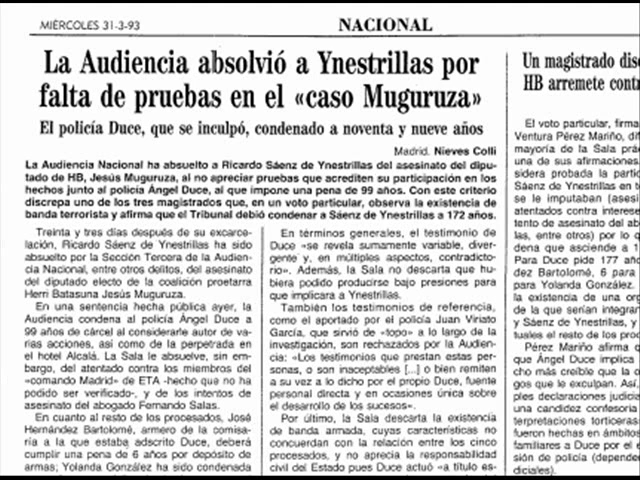 MIÉRCOLES 31-3-93
NACIONAL
La Audiencia absolvió a Ynestrillas por
falta de pruebas en el «caso Muguruza»
El policía Duce, que se inculpó, condenado a noventa y nueve años
Madrid. Nieves Colli
La Audiencia Nacional ha absuelto a Ricardo Sáenz de Ynestrillas del asesinato del dipu-
tado de HB, Jesús Muguruza, al no apreciar pruebas que acrediten su participación en los
hechos junto al policía Ángel Duce, al que impone una pena de 99 años. Con este criterio
discrepa uno de los tres magistrados que, en un voto particular, observa la existencia de
banda terrorista y afirma que el Tribunal debió condenar a Sáenz de Ynestrillas a 172 años.
Treinta y tres días después de su excarce-
lación, Ricardo Sáenz de Ynestrillas ha sido
absuelto por la Sección Tercera de la Audien-
cia Nacional, entre otros delitos, del asesinato
del diputado electo de la coalición proetarra
Herri Batasuna Jesús Muguruza.
En una sentencia hecha pública ayer, la
Audiencia condena al policía Ángel Duce a
99 años de cárcel al considerarle autor de va-
rias acciones, así como de la perpetrada en
el hotel Alcalá. La Sala le absuelve, sin em-
bargo, del atentado contra los miembros del
«comando Madrid» de ETA -hecho que no ha
podido ser verificado-, y de los intentos de
asesinato del abogado Fernando Salas.
En cuanto al resto de los procesados, José
Hernández Bartolomé, armero de la comisa-
ría a la que estaba adscrito Duce, deberá
cumplir una pena de 6 años por depósito de
armas; Yolanda González ha sido condenada
En términos generales, el testimonio de
Duce «se revela sumamente variable, diver-
gente y, en múltiples aspectos, contradicto-
rio». Además, la Sala no descarta que hu-
biera podido producirse bajo presiones para
que implicara a Ynestrillas.
También los testimonios de referencia,
como el aportado por el policía Juan Viriato
García, que sirvió de «topo» a lo largo de la
investigación, son rechazados por la Audien-
cia: «Los testimonios que prestan estas per-
sonas, o son inaceptables [...] o bien remiten
a su vez a lo dicho por el propio Duce, fuente
personal directa y en ocasiones única sobre
el desarrollo de los sucesos».
Por último, la Sala descarta la existencia
de banda armada, cuyas características no
concuerdan con la relación entre los cinco
procesados, y no aprecia la responsabilidad
civil del Estado pues Duce actuó «a título es-
Un magistrado dis
HB arremete contr
El voto particular, firma
Ventura Pérez Mariño, dif
mayoría de la Sala prác
una de sus afirmaciones
sidera probada la partici
Sáenz de Ynestrillas en t
se le imputaban (asesi
atentados contra interese
tento de asesinato del ab
las, entre otros) por lo q
dena que asciende a 1
Para Duce pide 177 año
dez Bartolomé, 6 para
para Yolanda González.
la existencia de una org
de la que serían integran
y Sáenz de Ynestrillas, y
tuales el resto de los proc
Pérez Mariño afirma q
que Ángel Duce implica
cho más creíble que la o
gos que le exculpan. Así
ples declaraciones judicia
una candidez confesoria
terpretaciones torticeras
fueron hechas en ámbitos
familiares a Duce por el e
sión de policía (dependen
diciales).